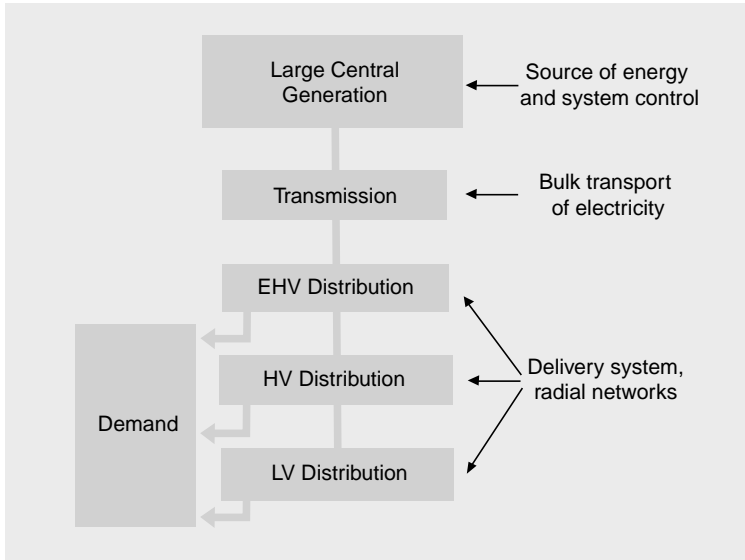 Large Central
Generation
Source of energy
and system control
Transmission
Bulk transport
of electricity
EHV Distribution
HV Distribution
Delivery system,
radial networks
Demand
LV Distribution